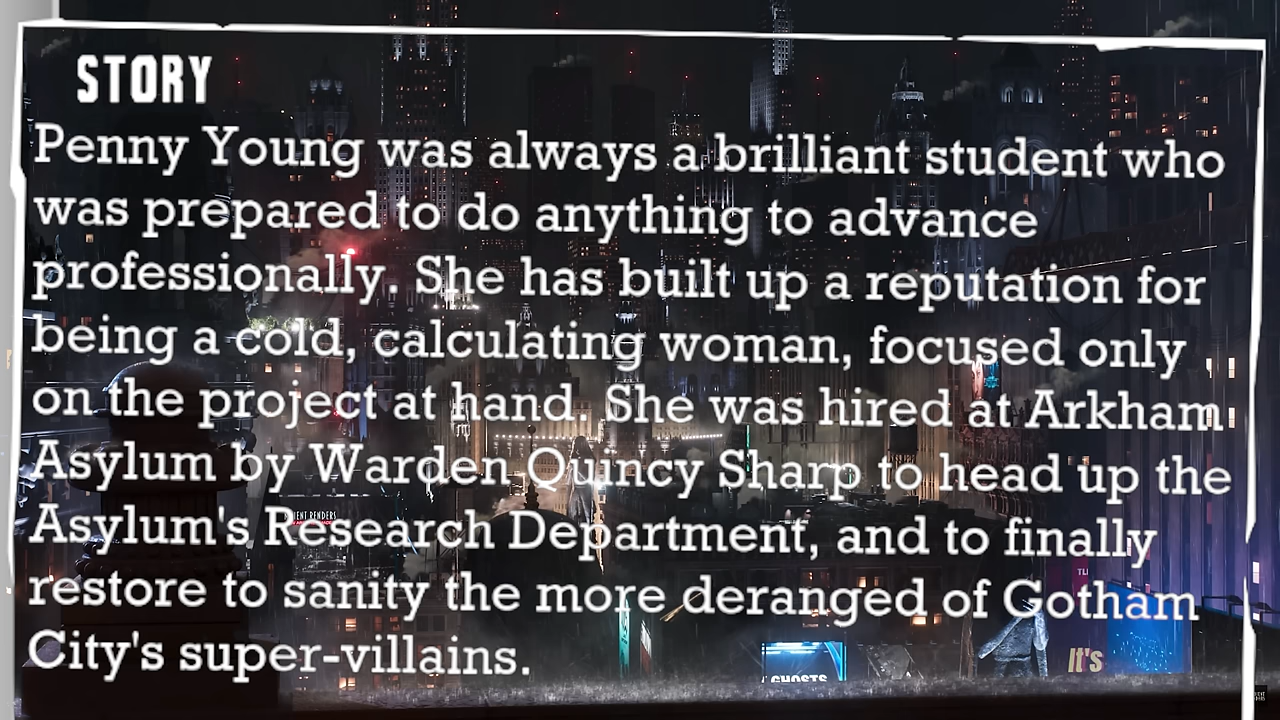 STORY
Penny Young was always a brilliant student who
was prepared to do anything to advance
professionally. She has built up a reputation for
being a cold, calculating woman, focused only
on the project at hand. She was hired at Arkham
Asylum by Warden Quincy Sharp to head up the
Asylum's Research Department, and to finally
restore to sanity the more deranged of Gotham
City's super-villains.
It's
GHOSTS